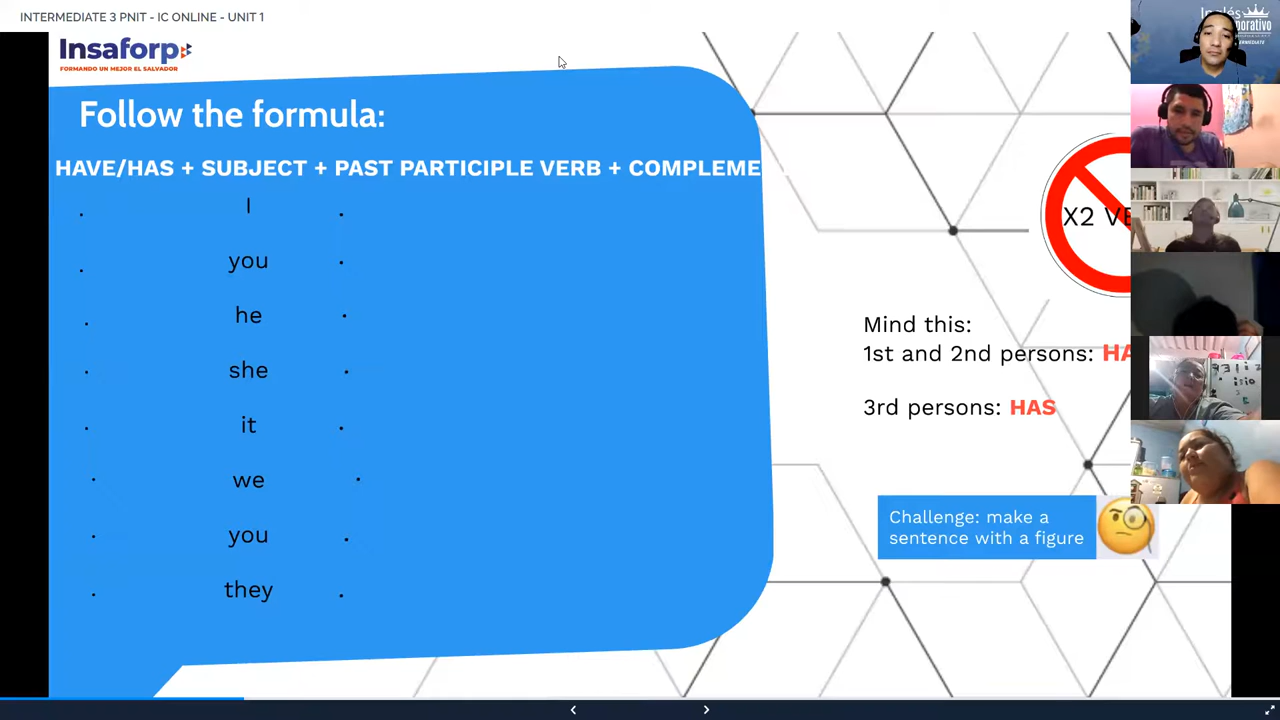 INTERMEDIATE 3 PNIT - IC ONLINE - UNIT 1
Insaforp
FORMANDO UN MEJOR EL SALVADOR
Follow the formula:
HAVE/HAS + SUBJECT + PAST PARTICIPLE VERB + COMPLEME
I
you
he
she
it
we
you
they
X2 VE
Mind this:
1st and 2nd persons: HA
3rd persons: HAS
Challenge: make a
sentence with a figure
Inglés